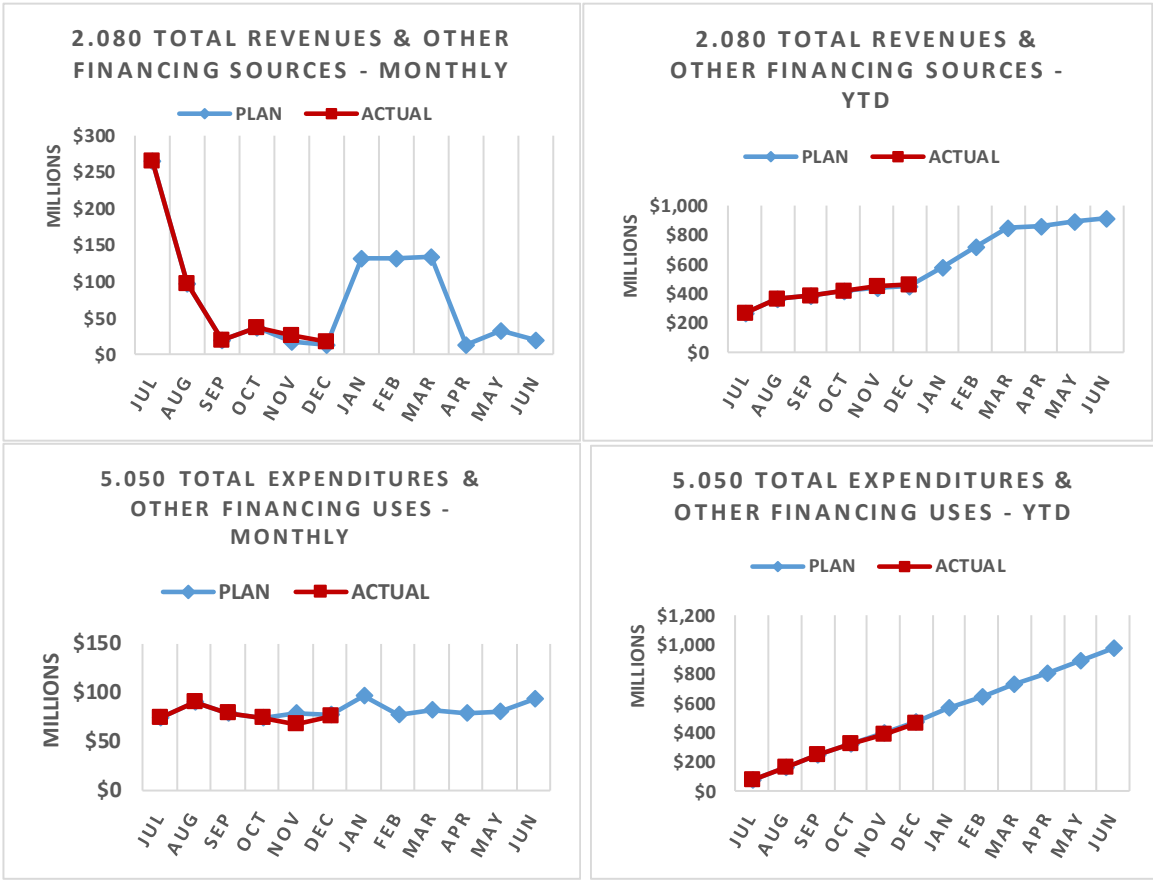 2.080 TOTAL REVENUES & OTHER
FINANCING SOURCES - MONTHLY
PLAN ACTUAL
MILLIONS
$300
$250
$200
$150
$100
$50
$0
JUL AUG SEP OCT NOV DEC JAN FEB MAR APR MAY JUN
2.080 TOTAL REVENUES &
OTHER FINANCING SOURCES -
YTD
PLAN ACTUAL
MILLIONS
$1,000
$800
$600
$400
$200
$0
JUL AUG SEP OCT NOV DEC JAN FEB MAR APR MAY JUN
5.050 TOTAL EXPENDITURES &
OTHER FINANCING USES -
MONTHLY
PLAN ACTUAL
MILLIONS
$150
$100
$50
$0
JUL AUG SEP OCT NOV DEC JAN FEB MAR APR MAY JUN
5.050 TOTAL EXPENDITURES &
OTHER FINANCING USES - YTD
PLAN ACTUAL
MILLIONS
$1,200
$1,000
$800
$600
$400
$200
$0
JUL AUG SEP OCT NOV DEC JAN FEB MAR APR MAY JUN